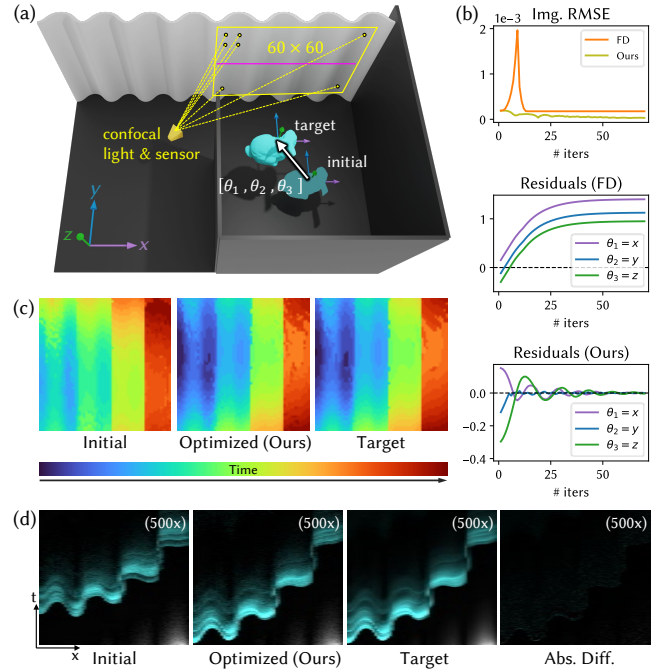 (a)
60 × 60
confocal
light & sensor
target
initial
[θ1 , θ2 , θ3 ]
y
z
x
(b)
Img. RMSE
1e−3
FD
Ours
2
1
0
0
25
50
# iters
Residuals (FD)
1
0
θ1 = x
θ2 = y
θ3 = z
0
25
50
# iters
Residuals (Ours)
0.0
−0.2
−0.4
θ1 = x
θ2 = y
θ3 = z
0
25
50
# iters
(c)
Initial
Optimized (Ours)
Target
Time
(d)
(500x)
(500x)
(500x)
(500x)
t
x
Initial
Optimized (Ours)
Target
Abs. Diff.